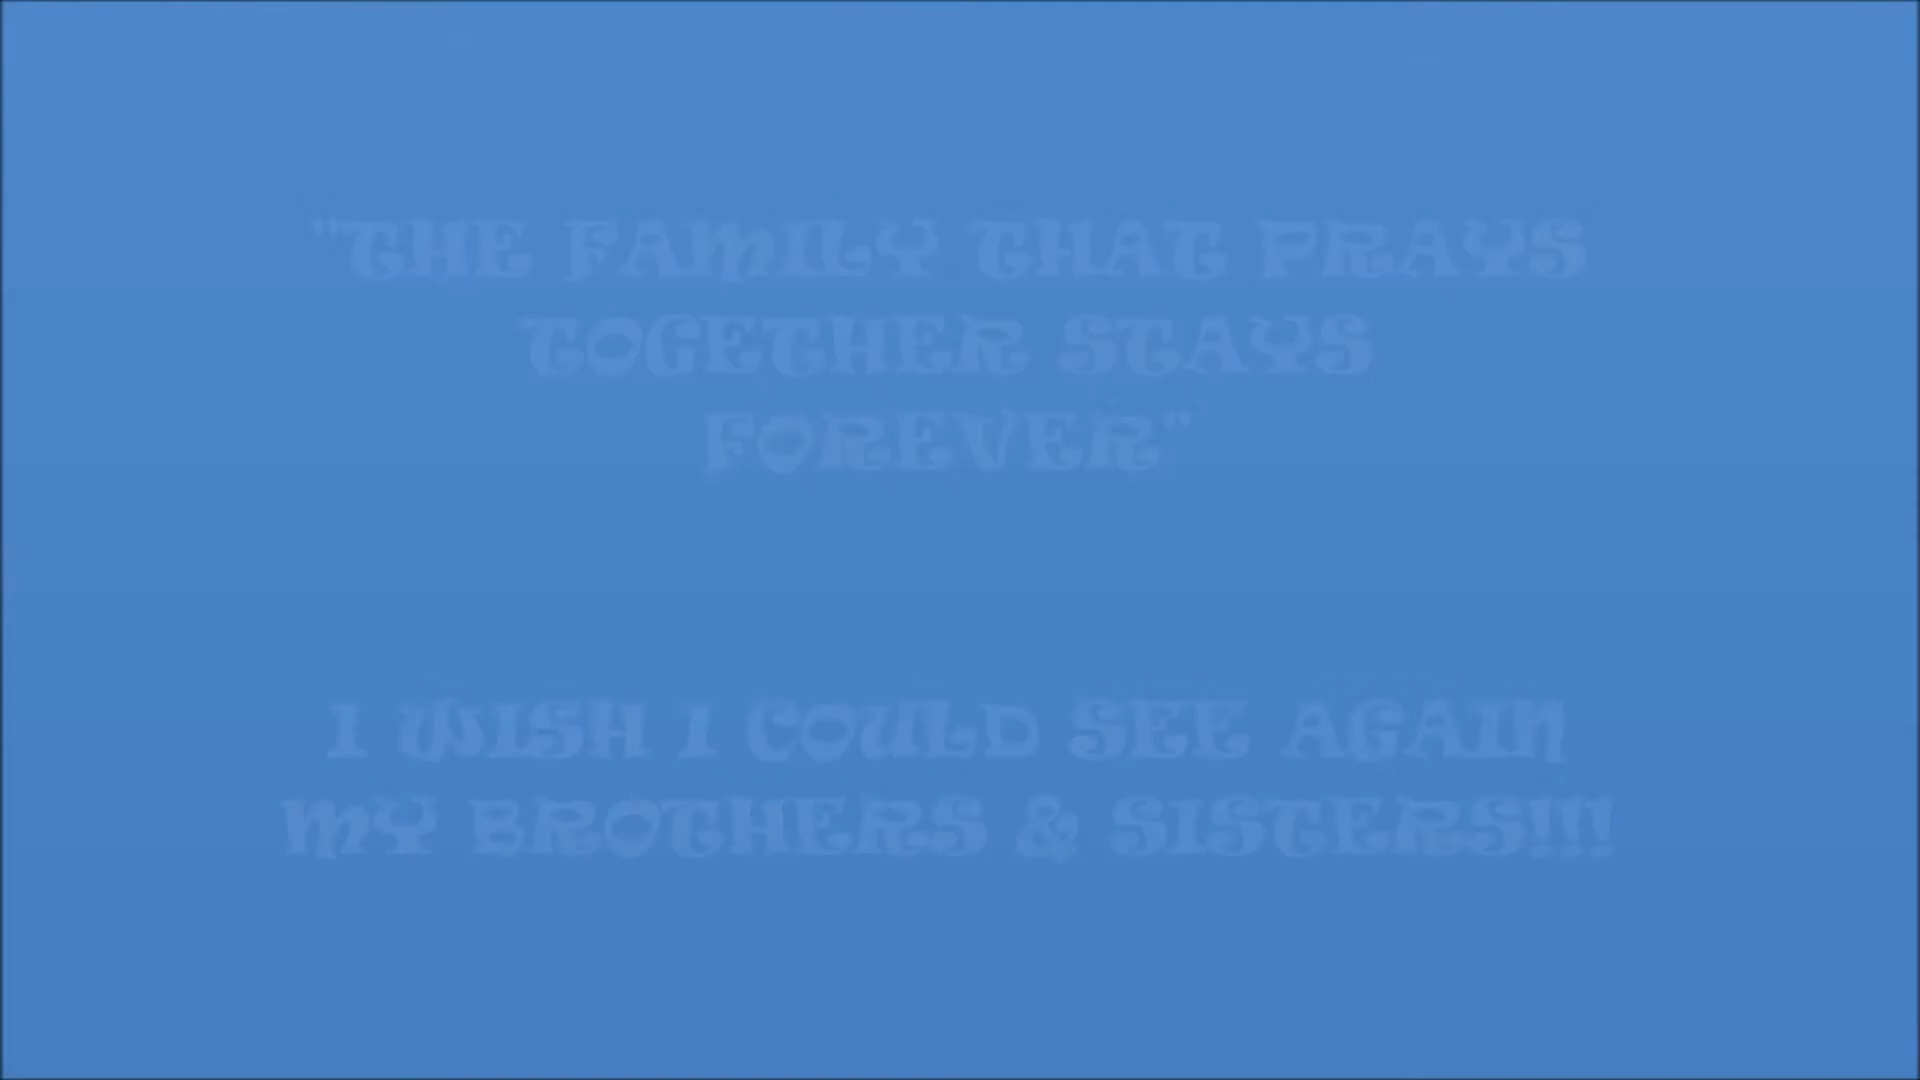 "THE FAMILY THAT PRAYS
TOGETHER STAYS
FOREVER"
I WISH I COULD SEE AGAIN
MY BROTHERS & SISTERS!!!